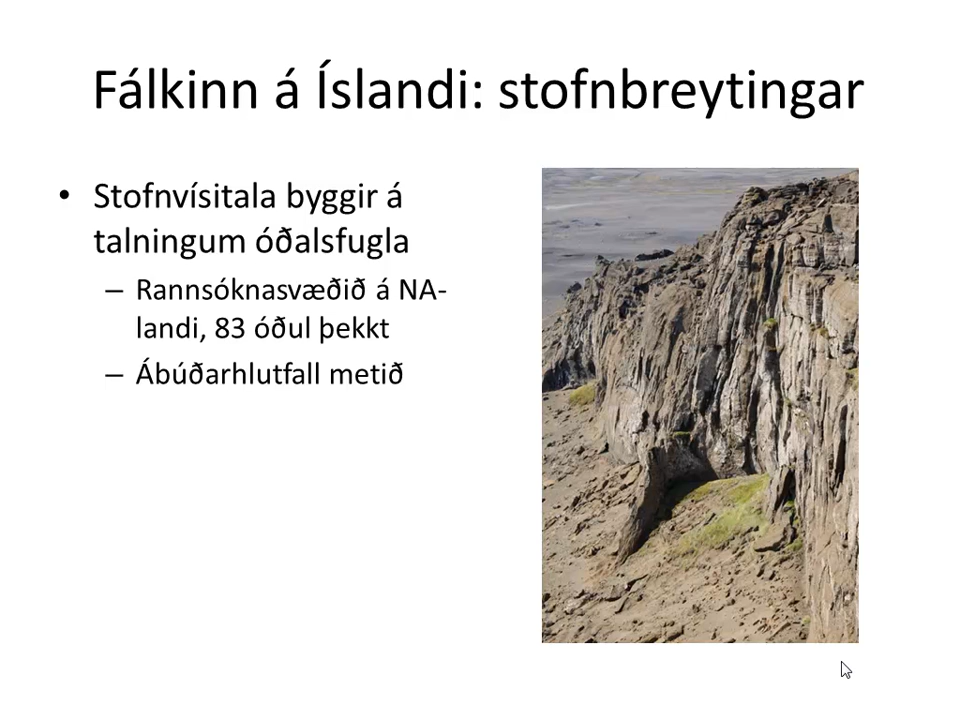 Fálkinn á Íslandi: stofnbreytingar
• Stofnvísitala byggir á
talningum óðalsfugla
– Rannsóknasvæðið á NA-
landi, 83 óðul þekkt
– Ábúðarhlutfall metið